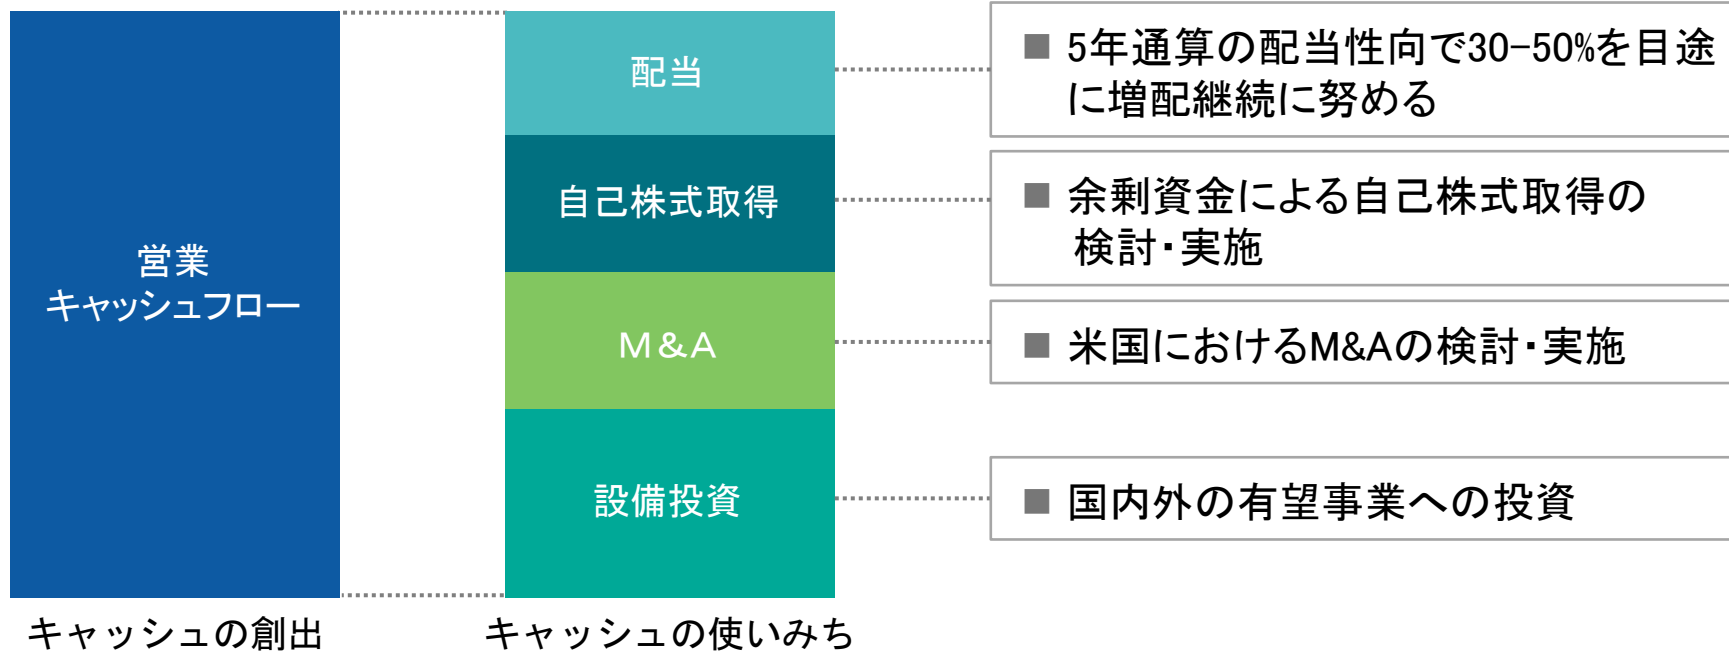 営業
キャッシュフロー
キャッシュの創出
配当
自己株式取得
M&A
設備投資
キャッシュの使いみち
■ 5年通算の配当性向で30-50%を目途
に増配継続に努める
■ 余剰資金による自己株式取得の
検討・実施
■ 米国におけるM&Aの検討・実施
■ 国内外の有望事業への投資